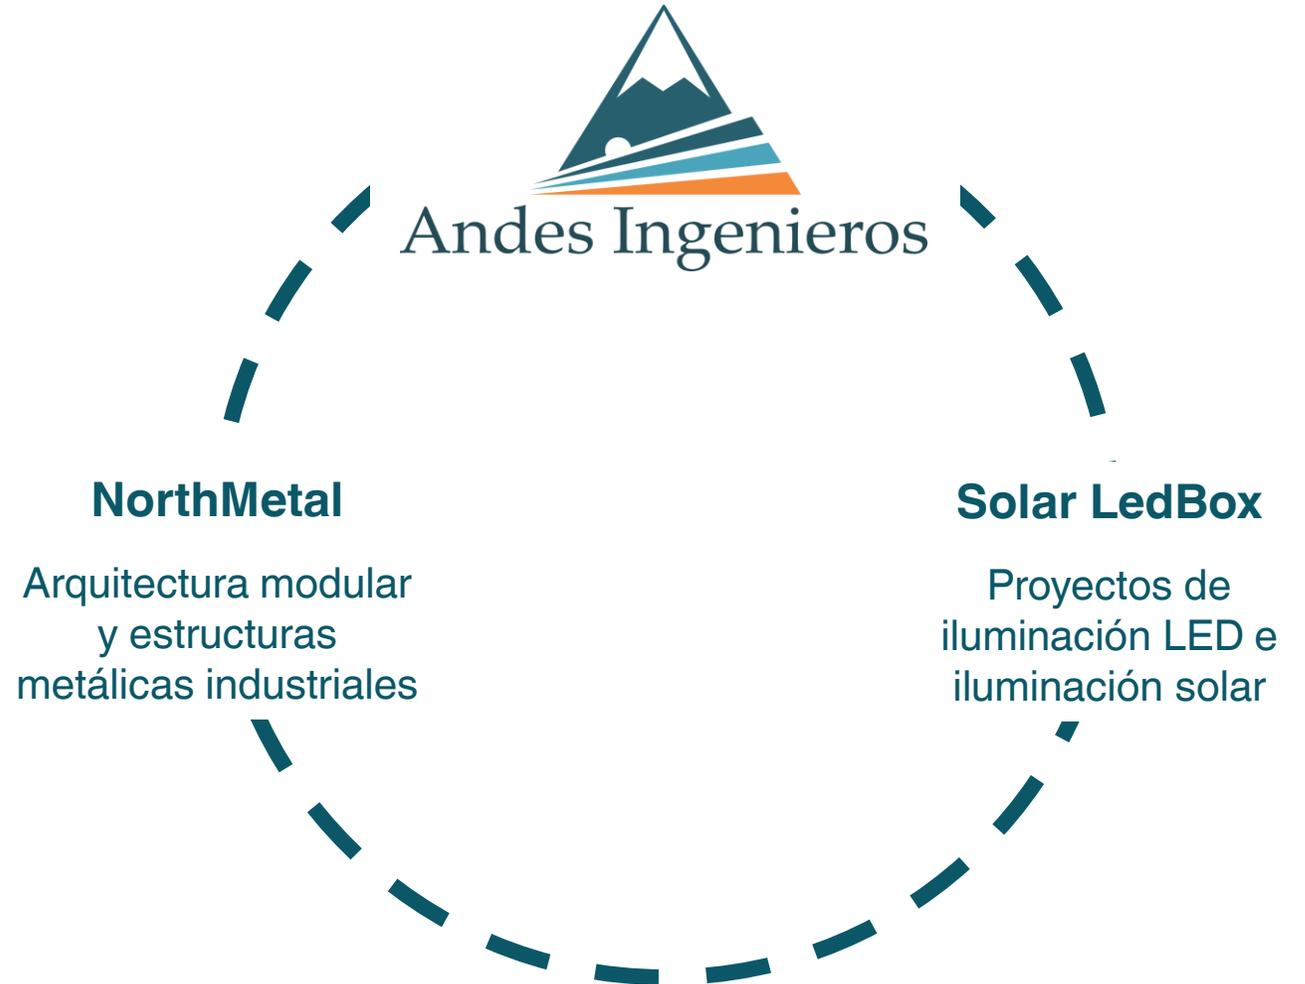 Andes Ingenieros
NorthMetal
Arquitectura modular
y estructuras
metálicas industriales
Solar LedBox
Proyectos de
iluminación LED e
iluminación solar